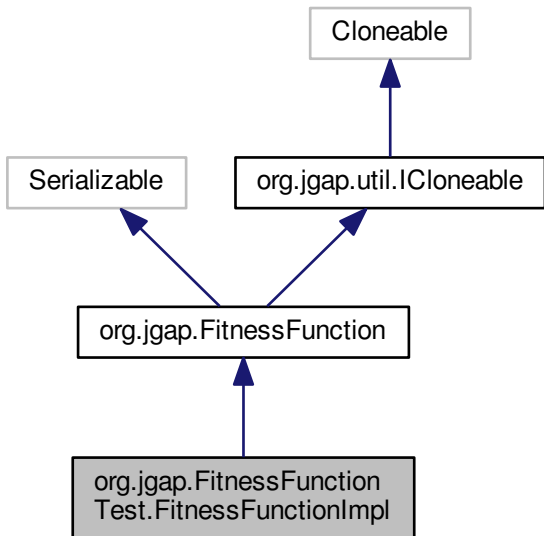 Cloneable
Serializable
org.jgap.util.ICloneable
org.jgap.FitnessFunction
org.jgap.FitnessFunction
Test.FitnessFunctionImpl